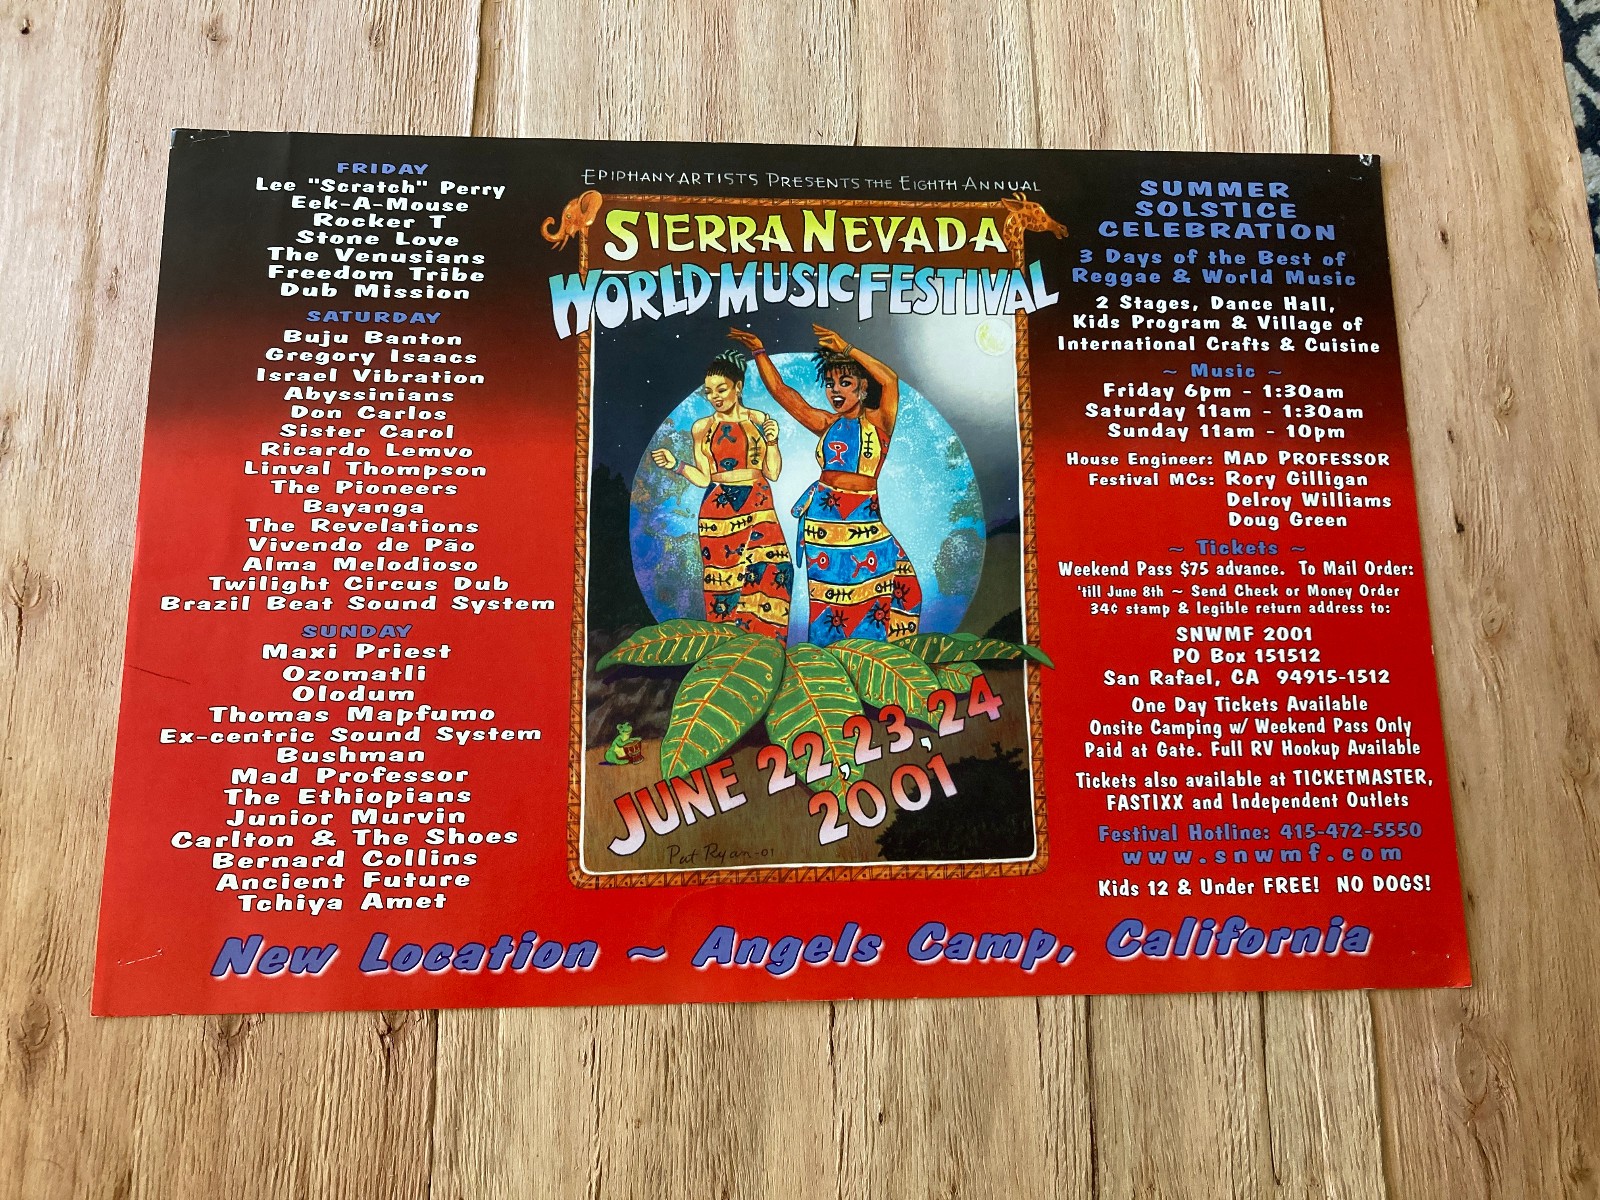 FRIDAY
Lee "Scratch" Perry
Eek-A-Mouse
Rocker T
Stone Love
The Venusians
Freedom Tribe
Dub Mission
SATURDAY
Buju Banton
Gregory Isaacs
Israel Vibration
Abyssinians
Don Carlos
Sister Carol
Ricardo Lemvo
Linval Thompson
The Pioneers
Bayanga
The Revelations
Vivendo de Pão
Alma Melodioso
Twilight Circus Dub
Brazil Beat Sound System
SUNDAY
Maxi Priest
Ozomatli
Olodum
Thomas Mapfumo
Ex-centric Sound System
Bushman
Mad Professor
The Ethiopians
Junior Murvin
Carlton & The Shoes
Bernard Collins
Ancient Future
Tchiya Amet
EPIPHANY ARTISTS PRESENTS THE EIGHTH ANNUAL
SIERRA NEVADA
WORLD MUSIC FESTIVAL
JUNE 22, 23, 24
2001
Pat Ryan-01
SUMMER
SOLSTICE
CELEBRATION
3 Days of the Best of
Reggae & World Music
2 Stages, Dance Hall,
Kids Program & Village of
International Crafts & Cuisine
~ Music ~
Friday 6pm - 1:30am
Saturday 11am - 1:30am
Sunday 11am - 10pm
House Engineer: MAD PROFESSOR
Festival MCs: Rory Gilligan
Delroy Williams
Doug Green
~ Tickets ~
Weekend Pass $75 advance. To Mail Order:
'till June 8th ~ Send Check or Money Order
34¢ stamp & legible return address to:
SNWMF 2001
PO Box 151512
San Rafael, CA 94915-1512
One Day Tickets Available
Onsite Camping w/ Weekend Pass Only
Paid at Gate. Full RV Hookup Available
Tickets also available at TICKETMASTER,
FASTIXX and Independent Outlets
Festival Hotline: 415-472-5550
www.snwmf.com
Kids 12 & Under FREE! NO DOGS!
New Location ~ Angels Camp, California